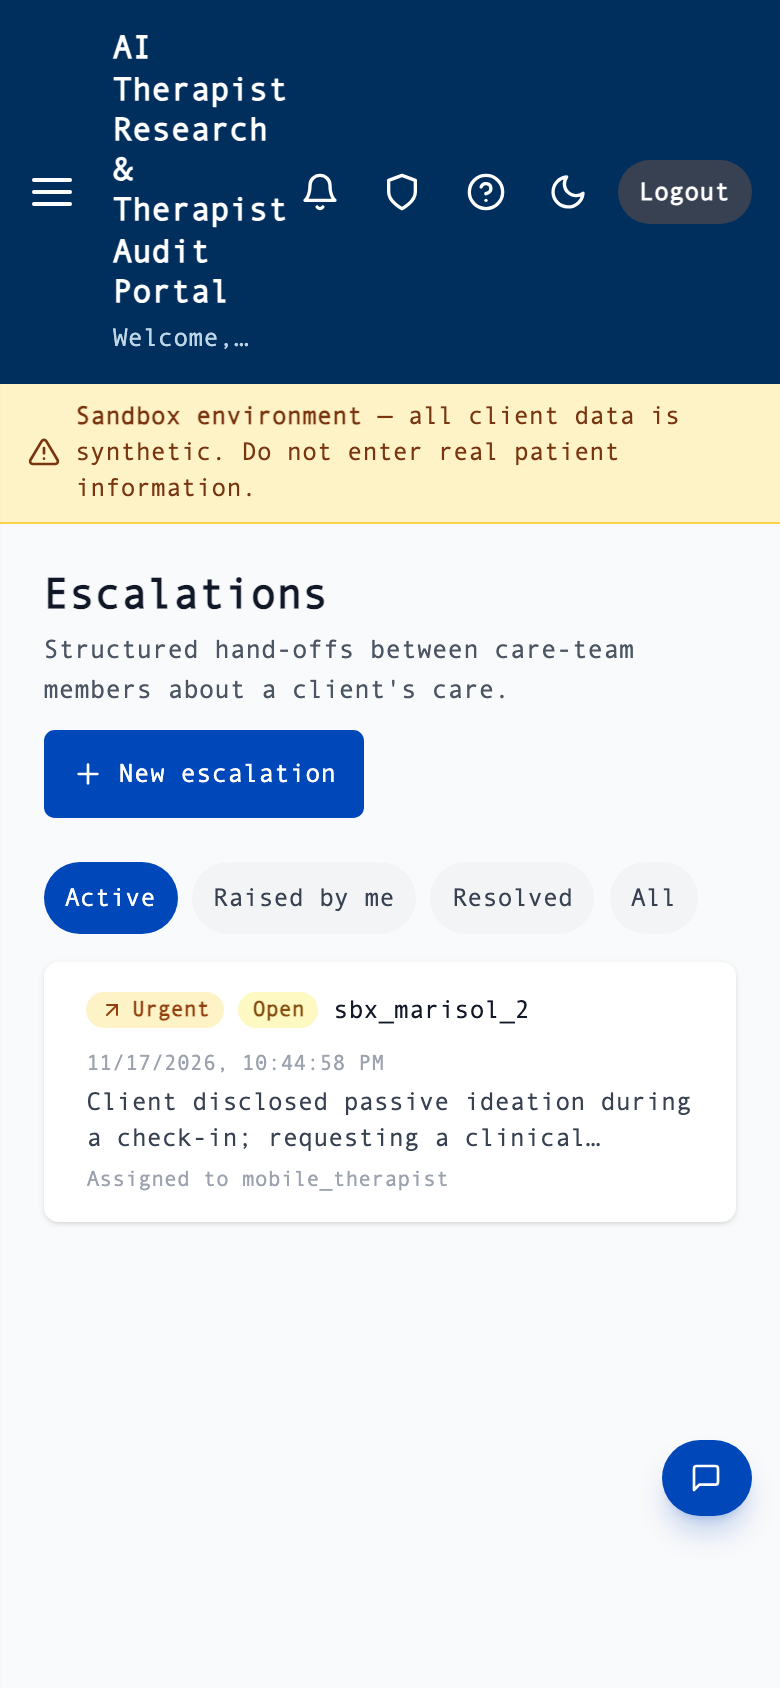 AI
Therapist
Research
&
Therapist
Audit
Portal
Welcome,…
Logout
Sandbox environment — all client data is
synthetic. Do not enter real patient
information.
Escalations
Structured hand-offs between care-team
members about a client's care.
New escalation
Active
Raised by me
Resolved
All
Urgent
Open
sbx_marisol_2
11/17/2026, 10:44:58 PM
Client disclosed passive ideation during
a check-in; requesting a clinical…
Assigned to mobile_therapist